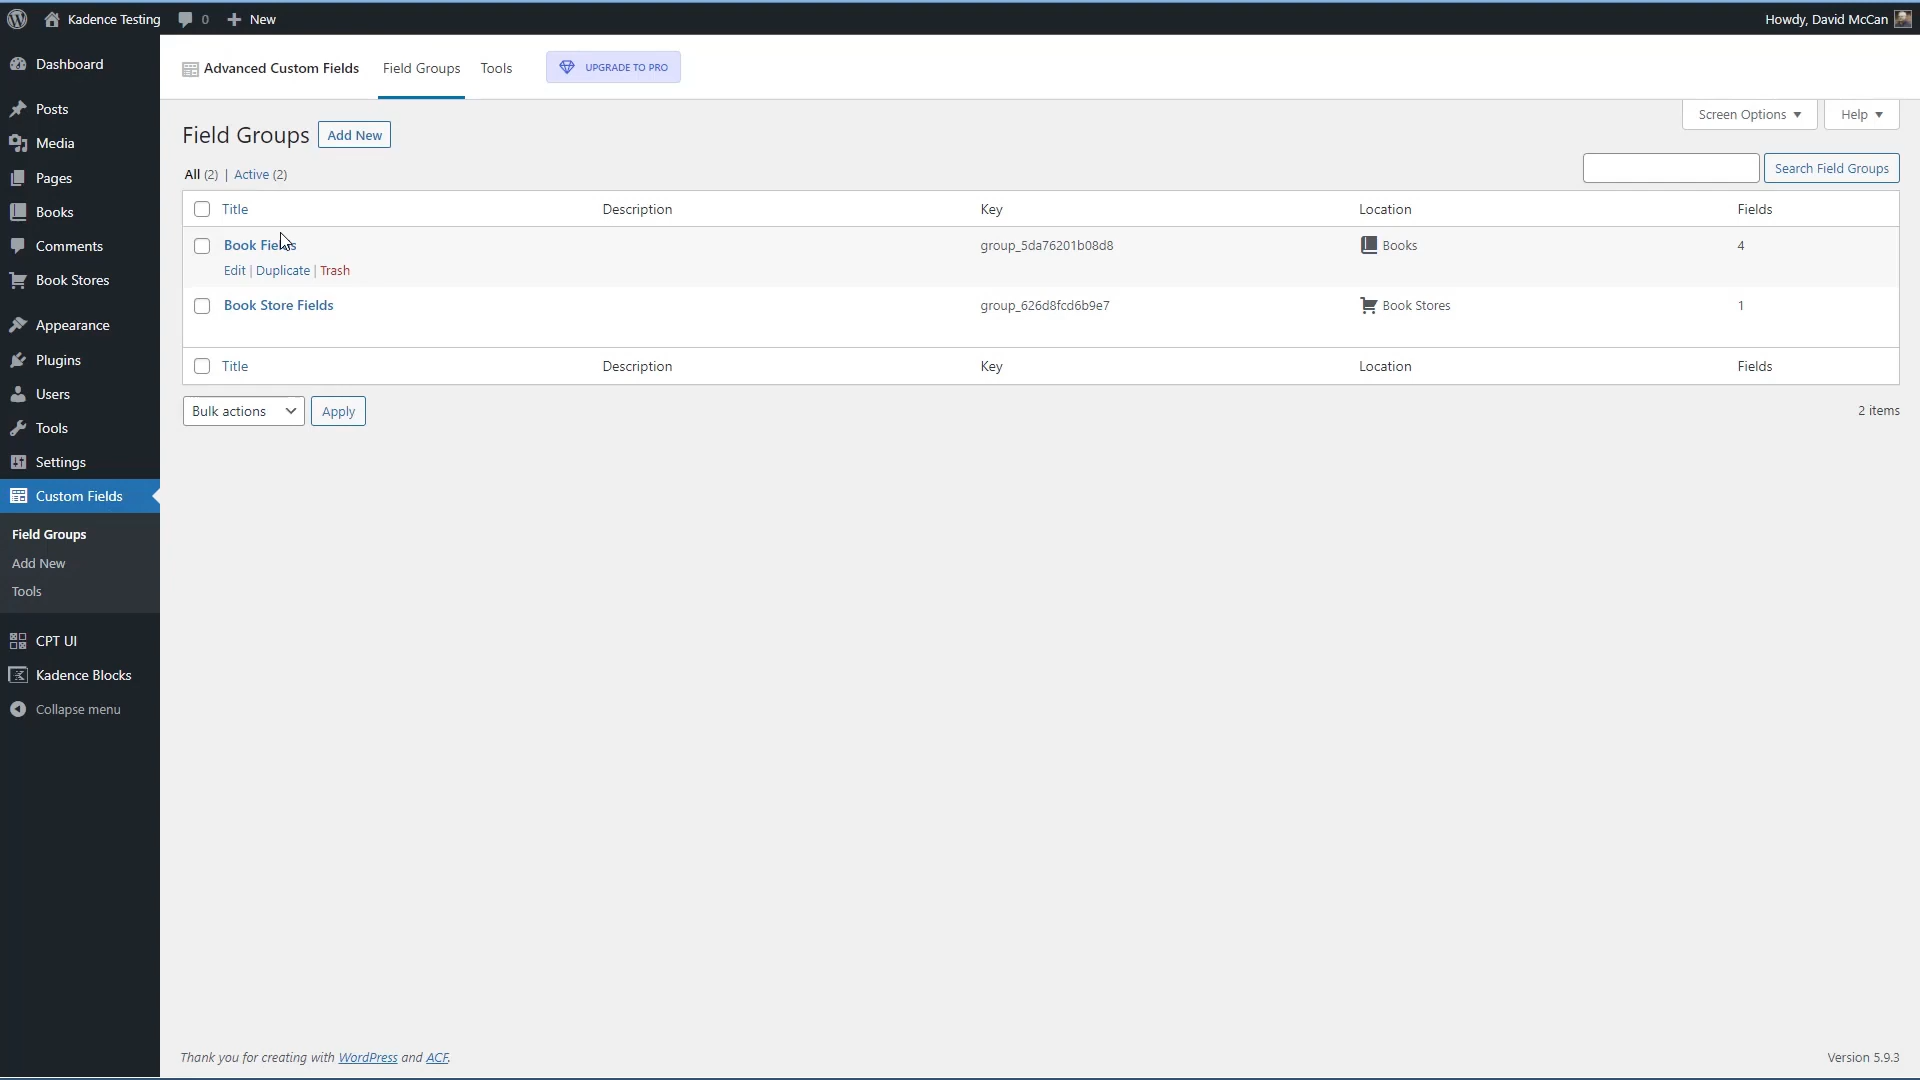 Kadence Testing 0 New Howdy, David McCan
Dashboard
Posts
Media
Pages
Books
Comments
Book Stores
Appearance
Plugins
Users
Tools
Settings
Custom Fields
Field Groups
Add New
Tools
CPT UI
Kadence Blocks
Collapse menu
Advanced Custom Fields Field Groups Tools UPGRADE TO PRO
Screen Options Help
Field Groups Add New
All (2) | Active (2)
Search Field Groups
Title Description Key Location Fields
Book Fields group_5da76201b08d8 Books 4
Edit | Duplicate | Trash
Book Store Fields group_626d8fcd6b9e7 Book Stores 1
Title Description Key Location Fields
Bulk actions Apply 2 items
Thank you for creating with WordPress and ACF. Version 5.9.3